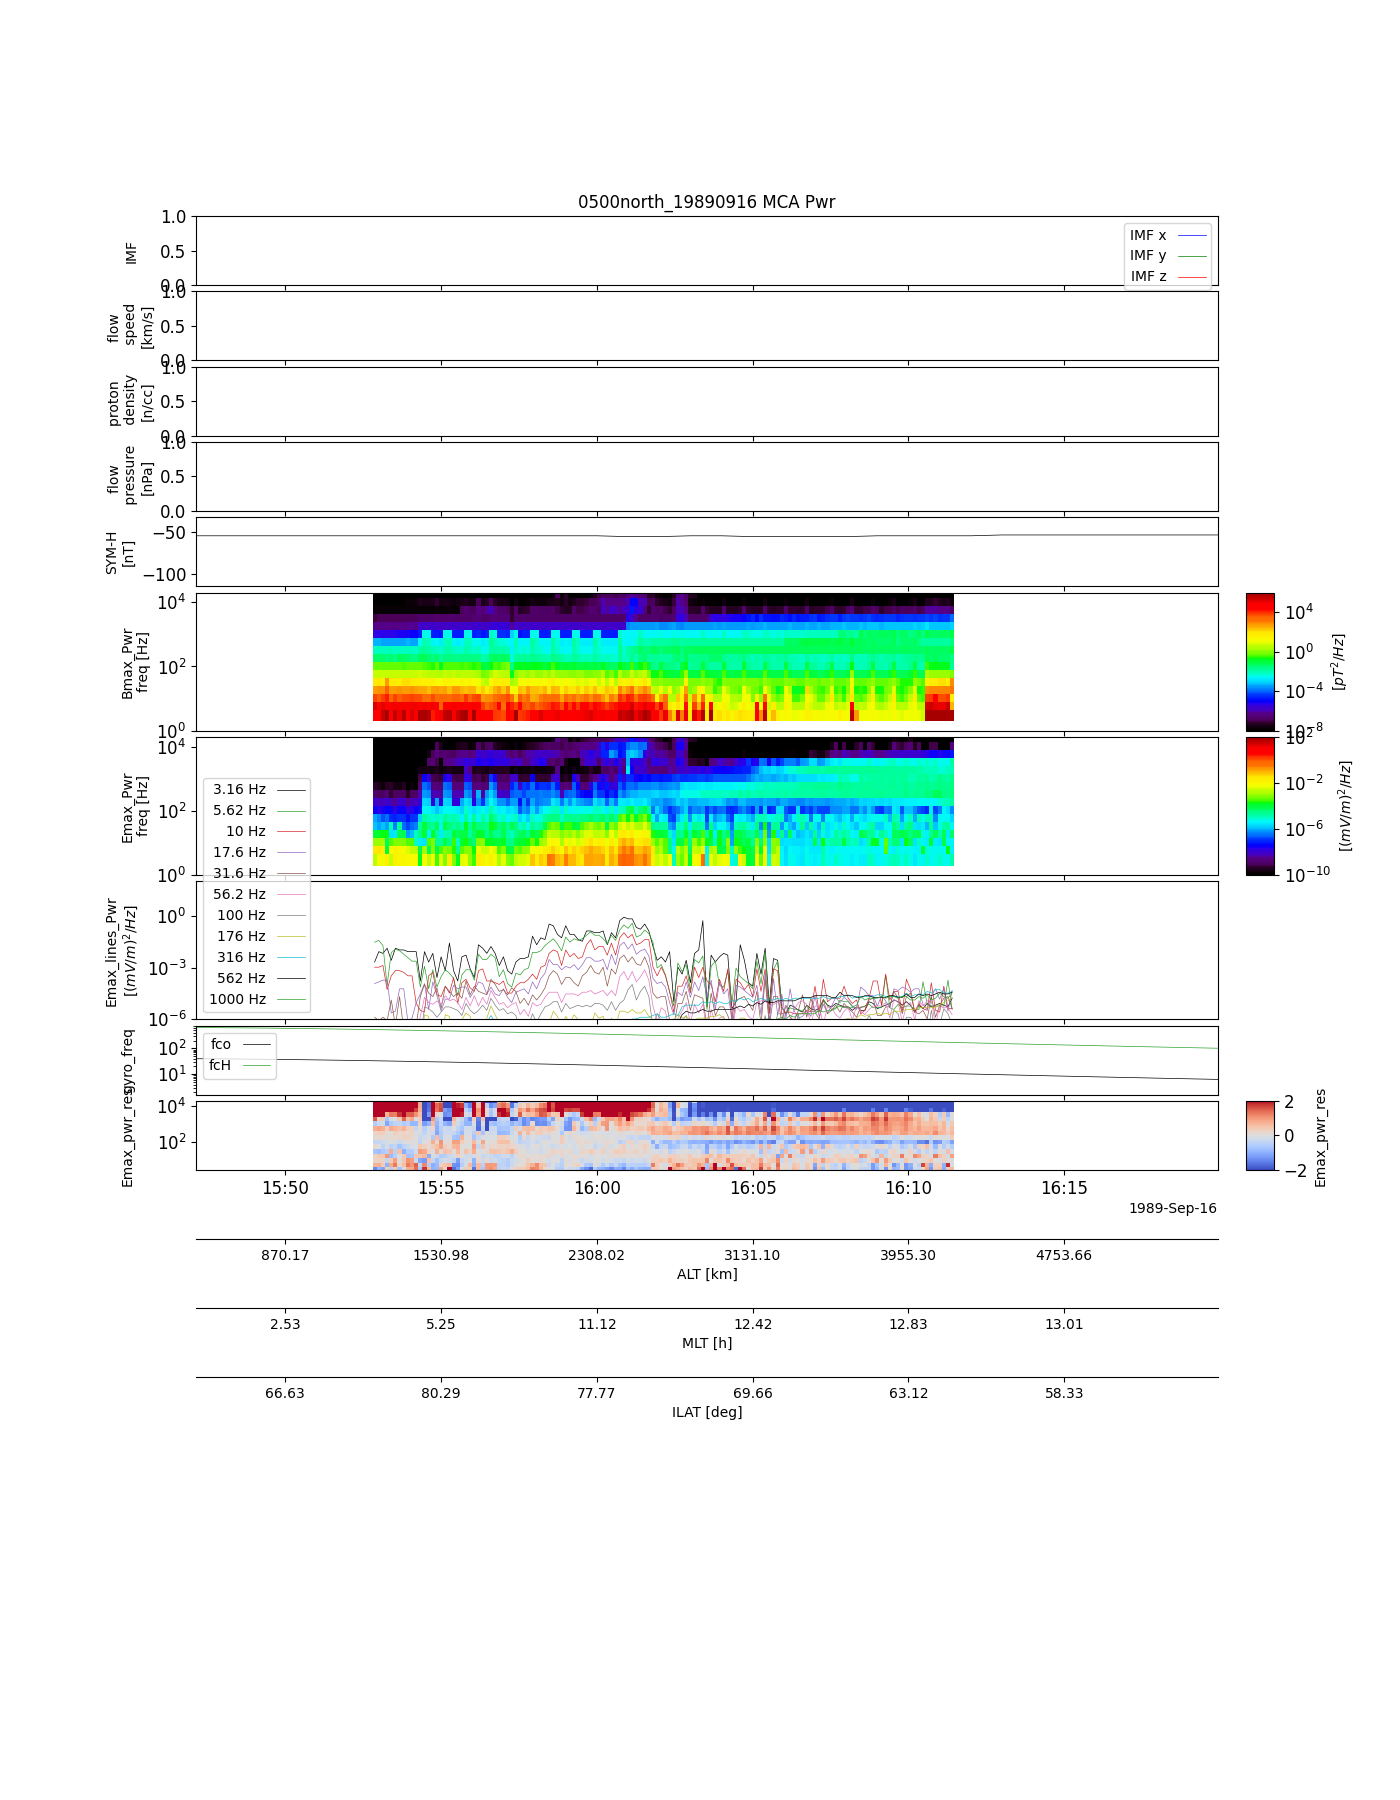 0500north_19890916 MCA Pwr
1.0
0.5
0.0
IMF
IMF x
IMF y
IMF z
1.0
0.5
0.0
flow
speed
[km/s]
1.0
0.5
0.0
proton
density
[n/cc]
1.0
0.5
0.0
flow
pressure
[nPa]
−50
−100
SYM-H
[nT]
10^4
10^2
10^0
Bmax_Pwr
freq [Hz]
10^4
10^0
10^−4
10^−8
[pT^2/Hz]
10^4
10^2
10^0
Emax_Pwr
freq [Hz]
10^2
10^−2
10^−6
10^−10
[(mV/m)^2/Hz]
3.16 Hz
5.62 Hz
10 Hz
17.6 Hz
31.6 Hz
56.2 Hz
100 Hz
176 Hz
316 Hz
562 Hz
1000 Hz
10^0
10^−3
10^−6
Emax_lines_Pwr
[(mV/m)^2/Hz]
10^2
10^1
gyro_freq
fco
fcH
10^4
10^2
Emax_pwr_res
2
0
−2
Emax_pwr_res
15:50 15:55 16:00 16:05 16:10 16:15
1989-Sep-16
870.17 1530.98 2308.02 3131.10 3955.30 4753.66
ALT [km]
2.53 5.25 11.12 12.42 12.83 13.01
MLT [h]
66.63 80.29 77.77 69.66 63.12 58.33
ILAT [deg]